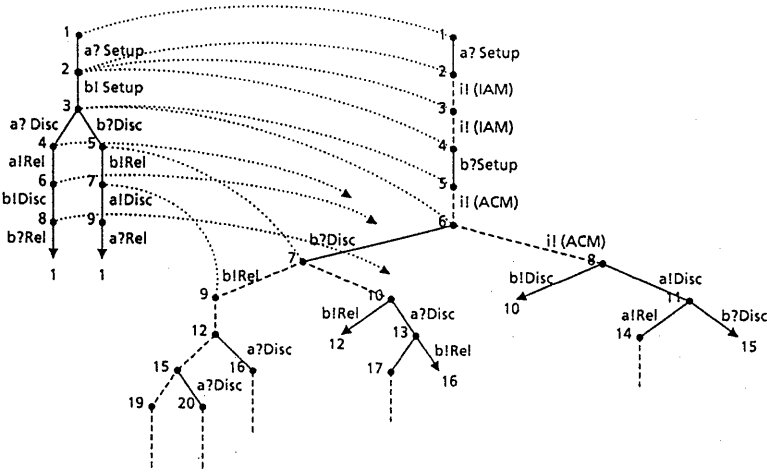 1
1
a? Setup
a? Setup
2
2
b! Setup
i! (IAM)
3
3
i! (IAM)
a? Disc
b?Disc
4
5
4
a!Rel
b!Rel
b?Setup
6
7
5
b!Disc
a!Disc
i! (ACM)
8
9
6
b?Rel
a?Rel
b?Disc
i! (ACM)
1
1
7
8
b!Rel
b!Disc
a!Disc
9
10
10
11
b!Rel
a?Disc
a!Rel
b?Disc
12
12
13
14
15
a?Disc
b!Rel
15
16
17
16
a?Disc
19
20